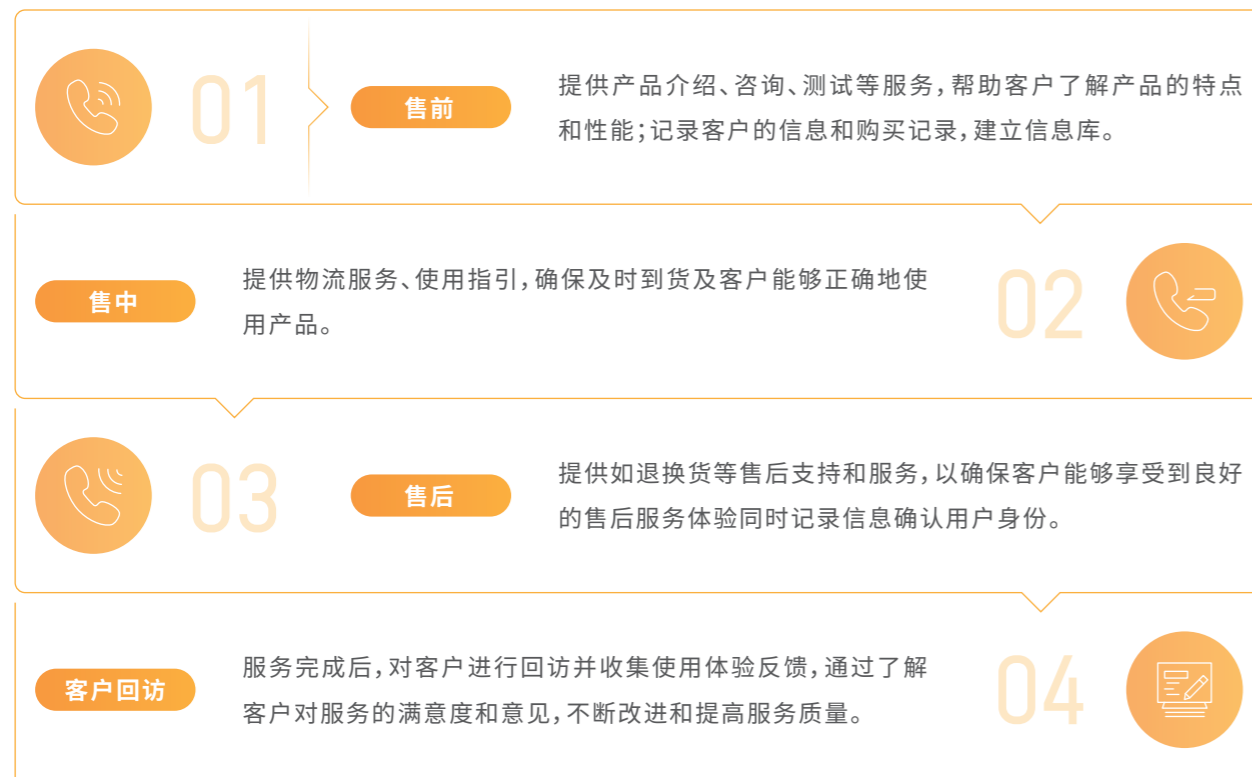 01
售前
提供产品介绍、咨询、测试等服务，帮助客户了解产品的特点
和性能；记录客户的信息和购买记录，建立信息库。
售中
提供物流服务、使用指引，确保及时到货及客户能够正确地使
用产品。
02
03
售后
提供如退换货等售后支持和服务，以确保客户能够享受到良好
的售后服务体验同时记录信息确认用户身份。
客户回访
服务完成后，对客户进行回访并收集使用体验反馈，通过了解
客户对服务的满意度和意见，不断改进和提高服务质量。
04